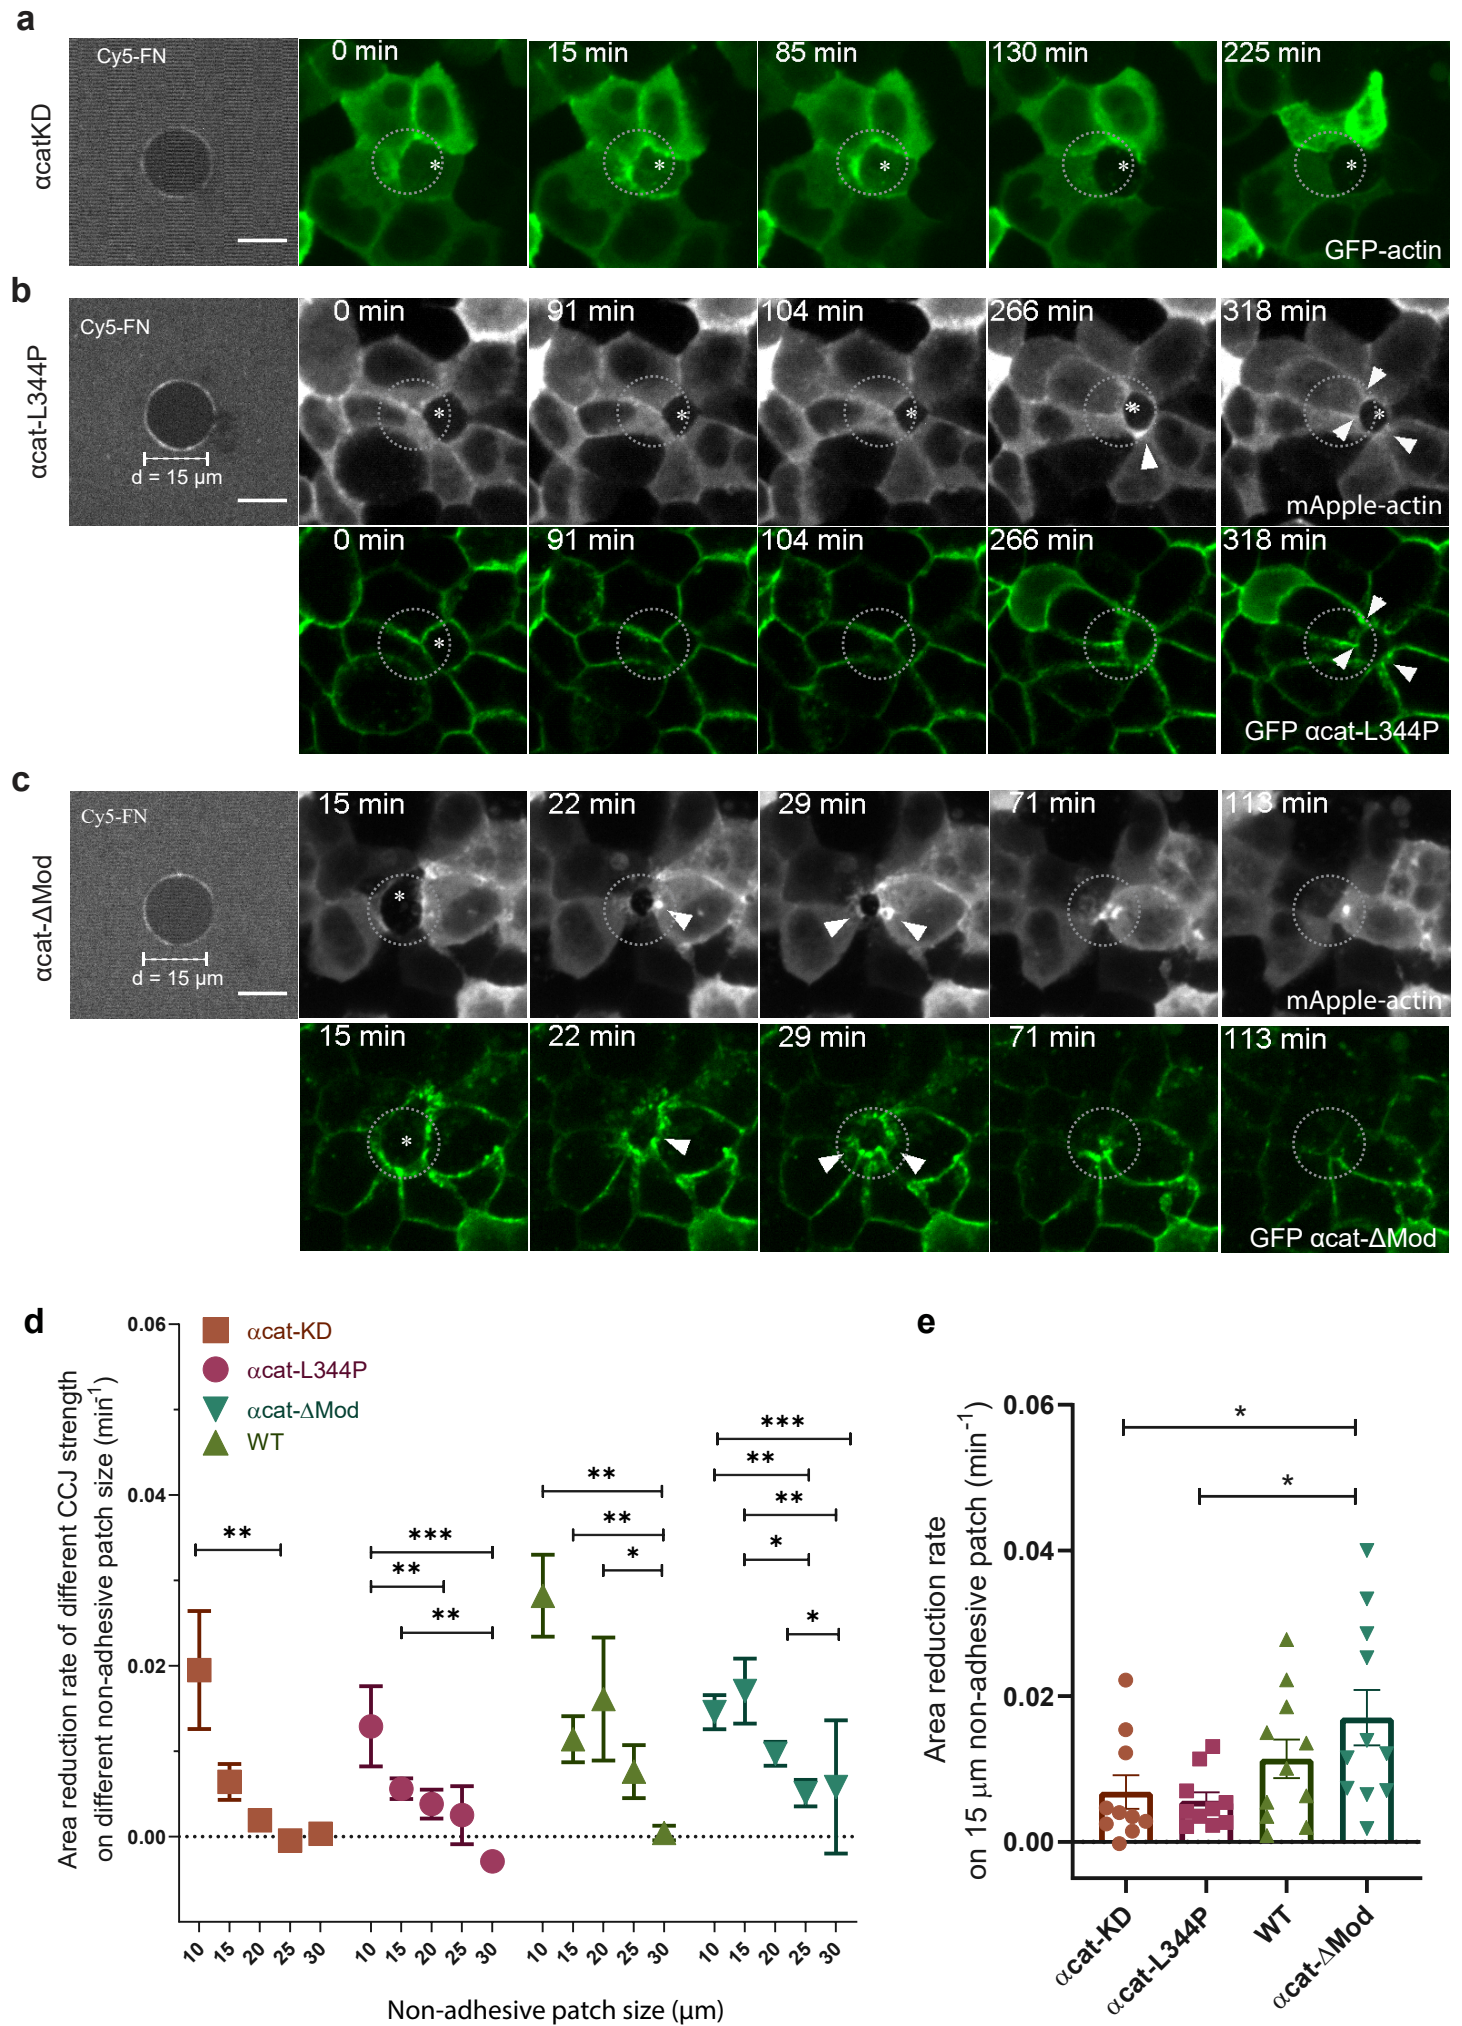 a
αcatKD
Cy5-FN
0 min
15 min
85 min
130 min
225 min
*
*
*
*
*
GFP-actin
b
αcat-L344P
Cy5-FN
d = 15 µm
0 min
91 min
104 min
266 min
318 min
*
*
*
**
*
mApple-actin
0 min
91 min
104 min
266 min
318 min
*
GFP αcat-L344P
c
αcat-ΔMod
Cy5-FN
d = 15 µm
15 min
22 min
29 min
71 min
113 min
*
mApple-actin
15 min
22 min
29 min
71 min
113 min
*
GFP αcat-ΔMod
d
αcat-KD
αcat-L344P
αcat-ΔMod
WT
Area reduction rate of different CCJ strength
on different non-adhesive patch size (min⁻¹)
0.06
0.04
0.02
0.00
**
***
**
**
**
**
*
***
**
**
*
*
10 15 20 25 30 10 15 20 25 30 10 15 20 25 30 10 15 20 25 30
Non-adhesive patch size (µm)
e
Area reduction rate
on 15 µm non-adhesive patch (min⁻¹)
0.06
0.04
0.02
0.00
*
*
αcat-KD
αcat-L344P
WT
αcat-ΔMod